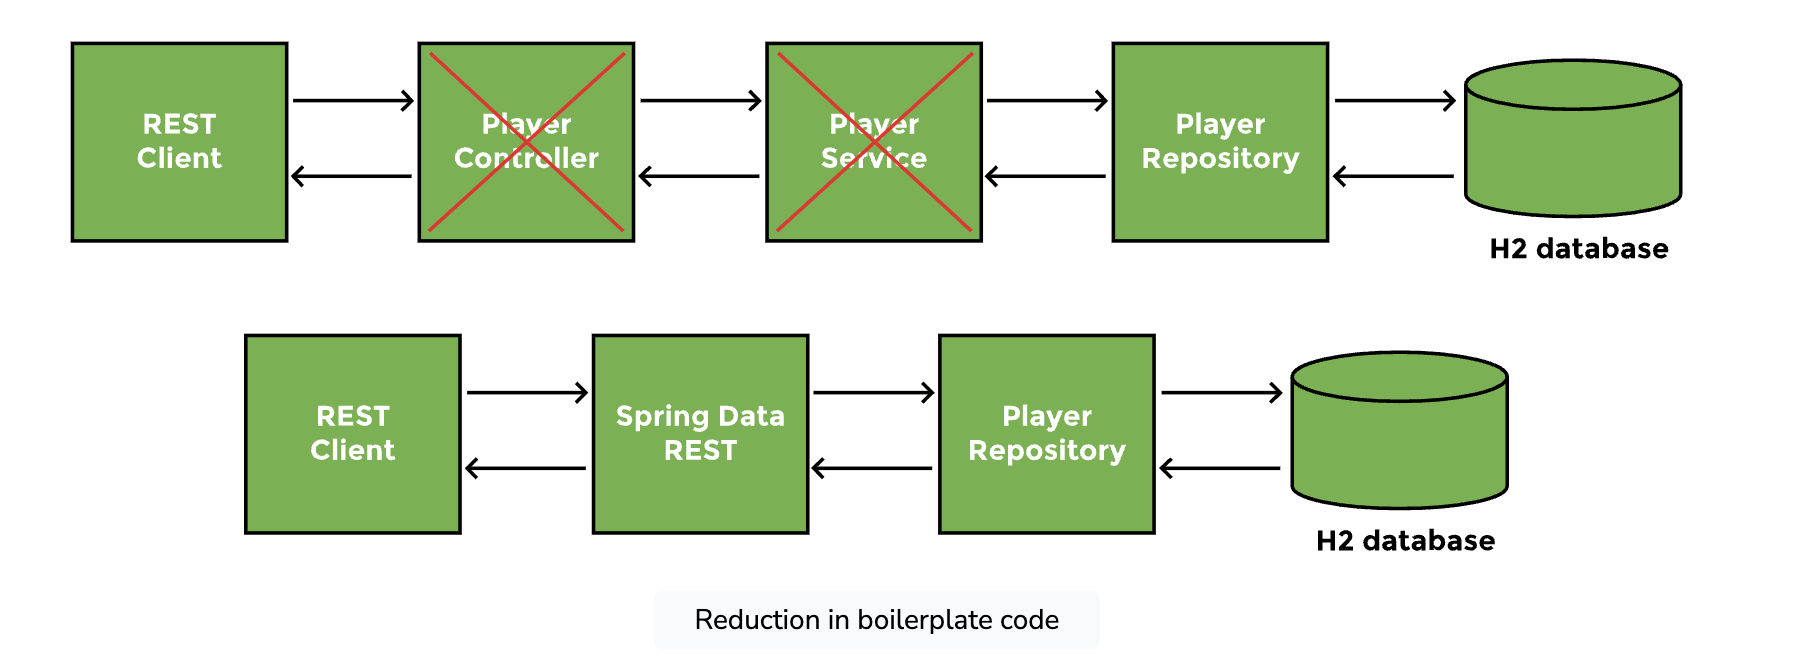 REST
Client
Player
Controller
Player
Service
Player
Repository
H2 database
REST
Client
Spring Data
REST
Player
Repository
H2 database
Reduction in boilerplate code